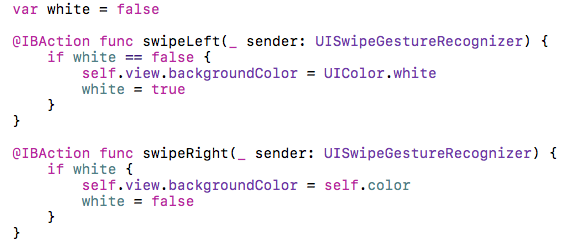 var white = false
@IBAction func swipeLeft(_ sender: UISwipeGestureRecognizer) {
    if white == false {
        self.view.backgroundColor = UIColor.white
        white = true
    }
}
@IBAction func swipeRight(_ sender: UISwipeGestureRecognizer) {
    if white {
        self.view.backgroundColor = self.color
        white = false
    }
}